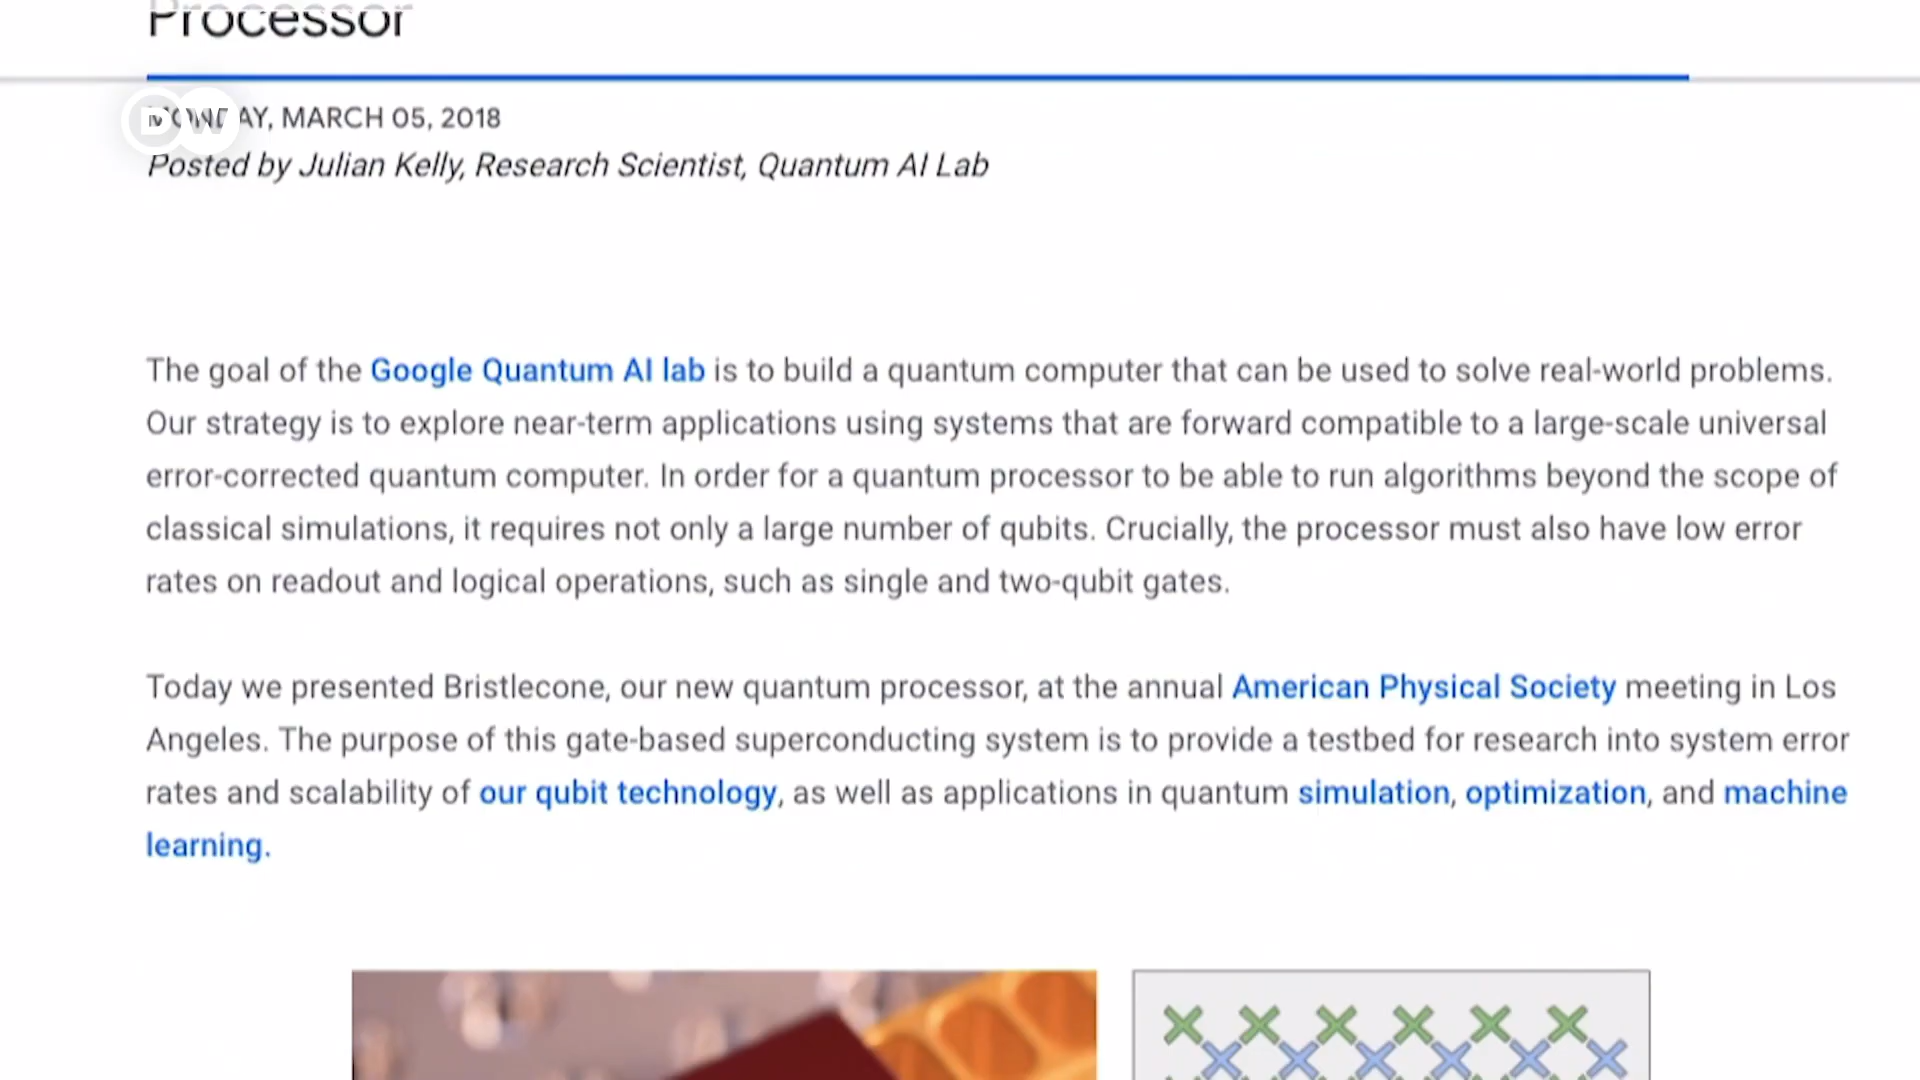 Processor
DW
MONDAY, MARCH 05, 2018
Posted by Julian Kelly, Research Scientist, Quantum AI Lab
The goal of the Google Quantum AI lab is to build a quantum computer that can be used to solve real-world problems.
Our strategy is to explore near-term applications using systems that are forward compatible to a large-scale universal
error-corrected quantum computer. In order for a quantum processor to be able to run algorithms beyond the scope of
classical simulations, it requires not only a large number of qubits. Crucially, the processor must also have low error
rates on readout and logical operations, such as single and two-qubit gates.
Today we presented Bristlecone, our new quantum processor, at the annual American Physical Society meeting in Los
Angeles. The purpose of this gate-based superconducting system is to provide a testbed for research into system error
rates and scalability of our qubit technology, as well as applications in quantum simulation, optimization, and machine
learning.